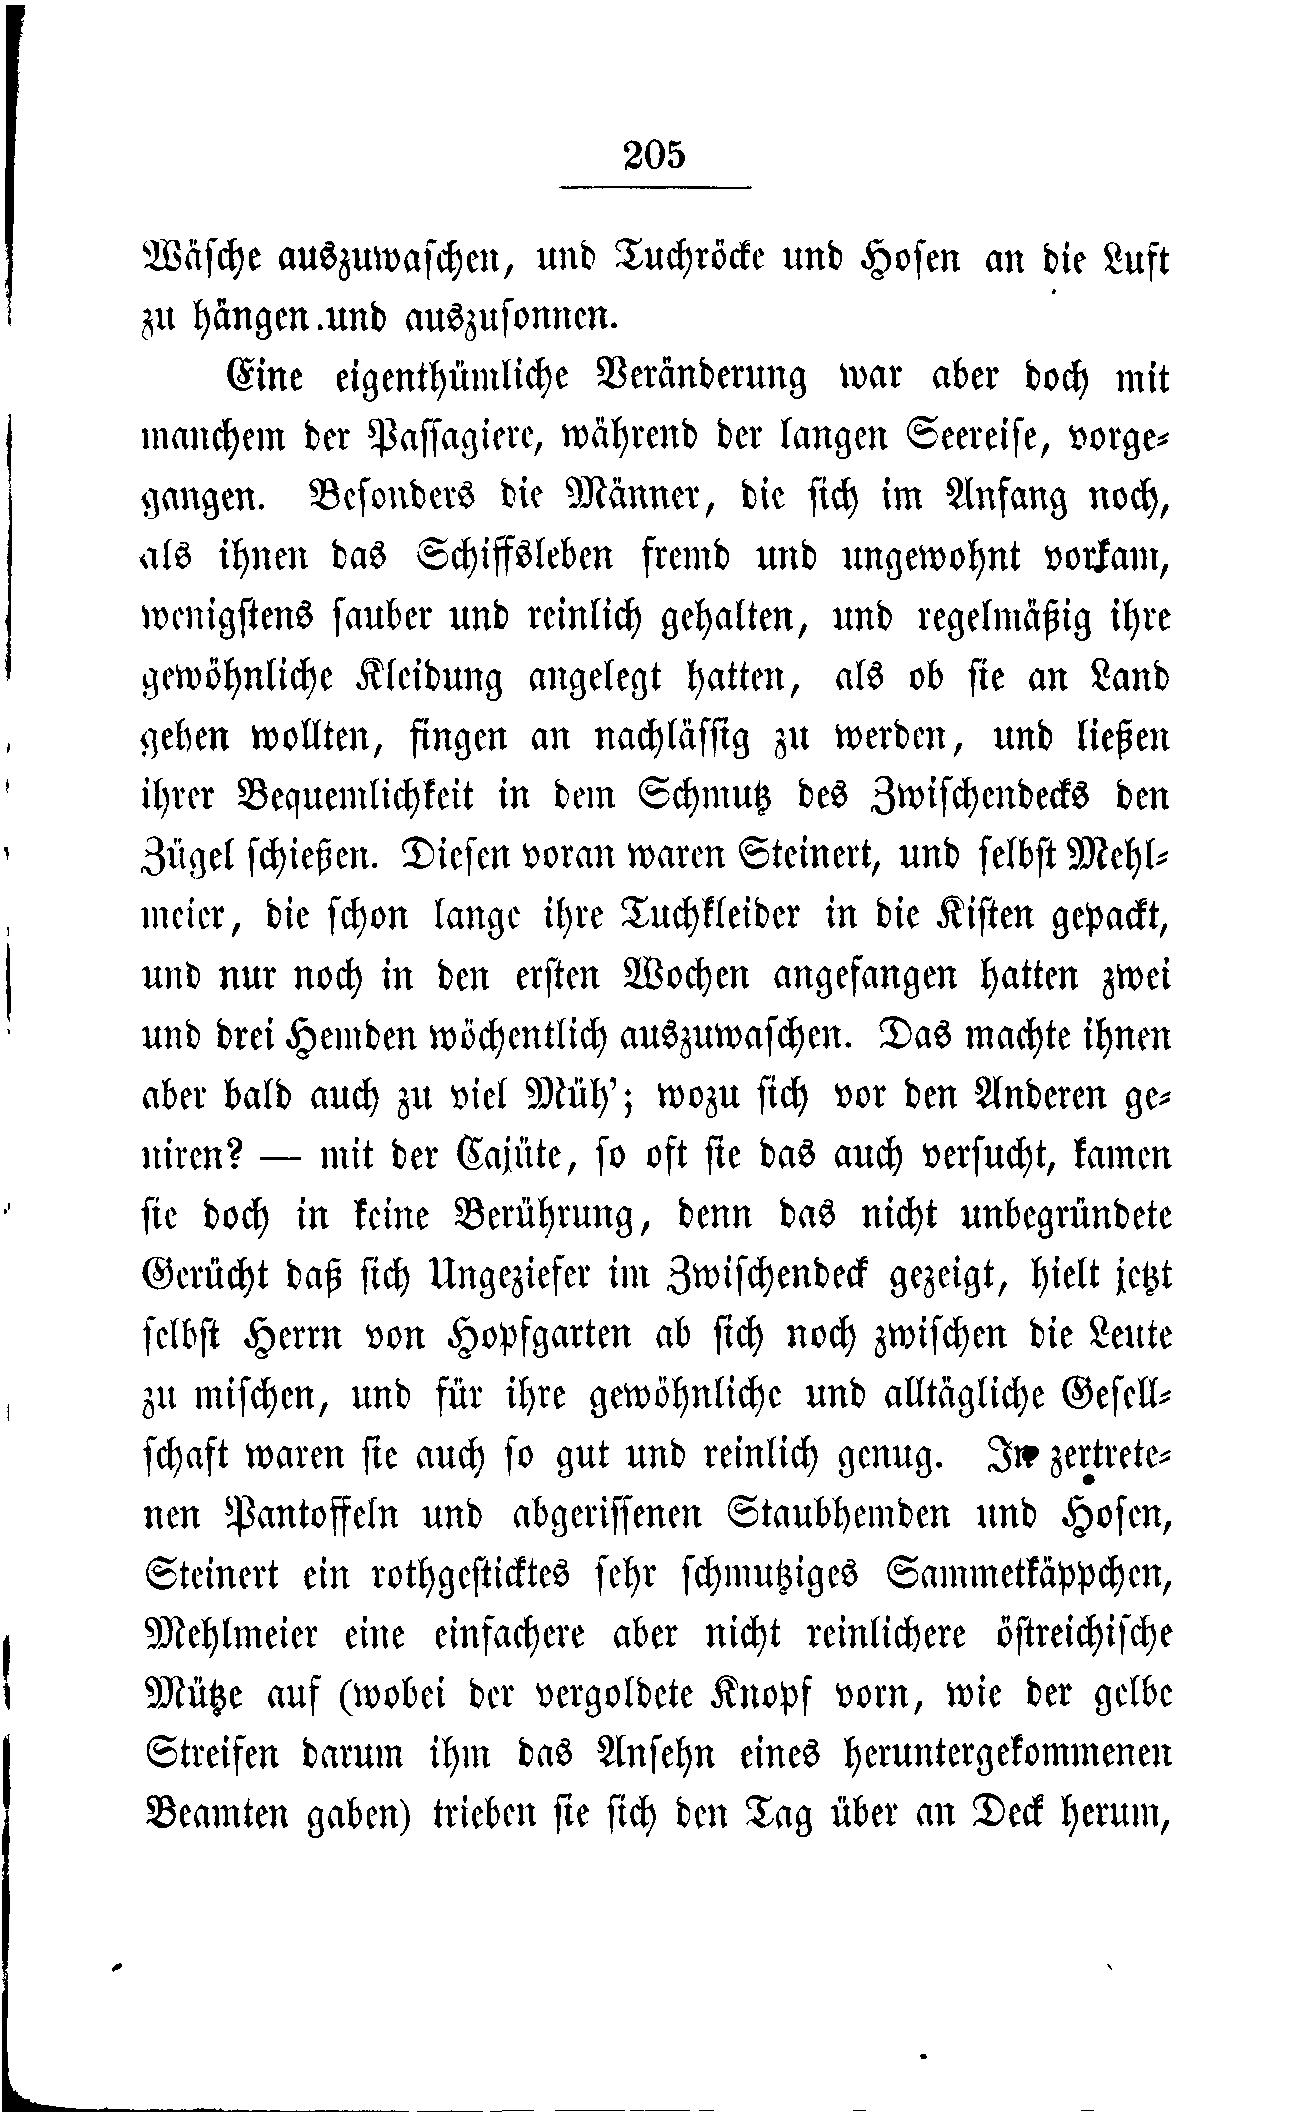 205
Wäsche auszuwaschen, und Tuchröcke und Hosen an die Luft
zu hängen und auszusonnen.
Eine eigenthümliche Veränderung war aber doch mit
manchem der Passagiere, während der langen Seereise, vorge-
gangen. Besonders die Männer, die sich im Anfang noch,
als ihnen das Schiffsleben fremd und ungewohnt vorkam,
wenigstens sauber und reinlich gehalten, und regelmäßig ihre
gewöhnliche Kleidung angelegt hatten, als ob sie an Land
gehen wollten, fingen an nachlässig zu werden, und ließen
ihrer Bequemlichkeit in dem Schmutz des Zwischendecks den
Zügel schießen. Diesen voran waren Steinert, und selbst Mehl-
meier, die schon lange ihre Tuchkleider in die Kisten gepackt,
und nur noch in den ersten Wochen angefangen hatten zwei
und drei Hemden wöchentlich auszuwaschen. Das machte ihnen
aber bald auch zu viel Müh'; wozu sich vor den Anderen ge-
niren? — mit der Cajüte, so oft sie das auch versucht, kamen
sie doch in keine Berührung, denn das nicht unbegründete
Gerücht daß sich Ungeziefer im Zwischendeck gezeigt, hielt jetzt
selbst Herrn von Hopfgarten ab sich noch zwischen die Leute
zu mischen, und für ihre gewöhnliche und alltägliche Gesell-
schaft waren sie auch so gut und reinlich genug. In zertrete-
nen Pantoffeln und abgerissenen Staubhemden und Hosen,
Steinert ein rothgesticktes sehr schmutziges Sammetkäppchen,
Mehlmeier eine einfachere aber nicht reinlichere östreichische
Mütze auf (wobei der vergoldete Knopf vorn, wie der gelbe
Streifen darum ihm das Ansehn eines heruntergekommenen
Beamten gaben) trieben sie sich den Tag über an Deck herum,